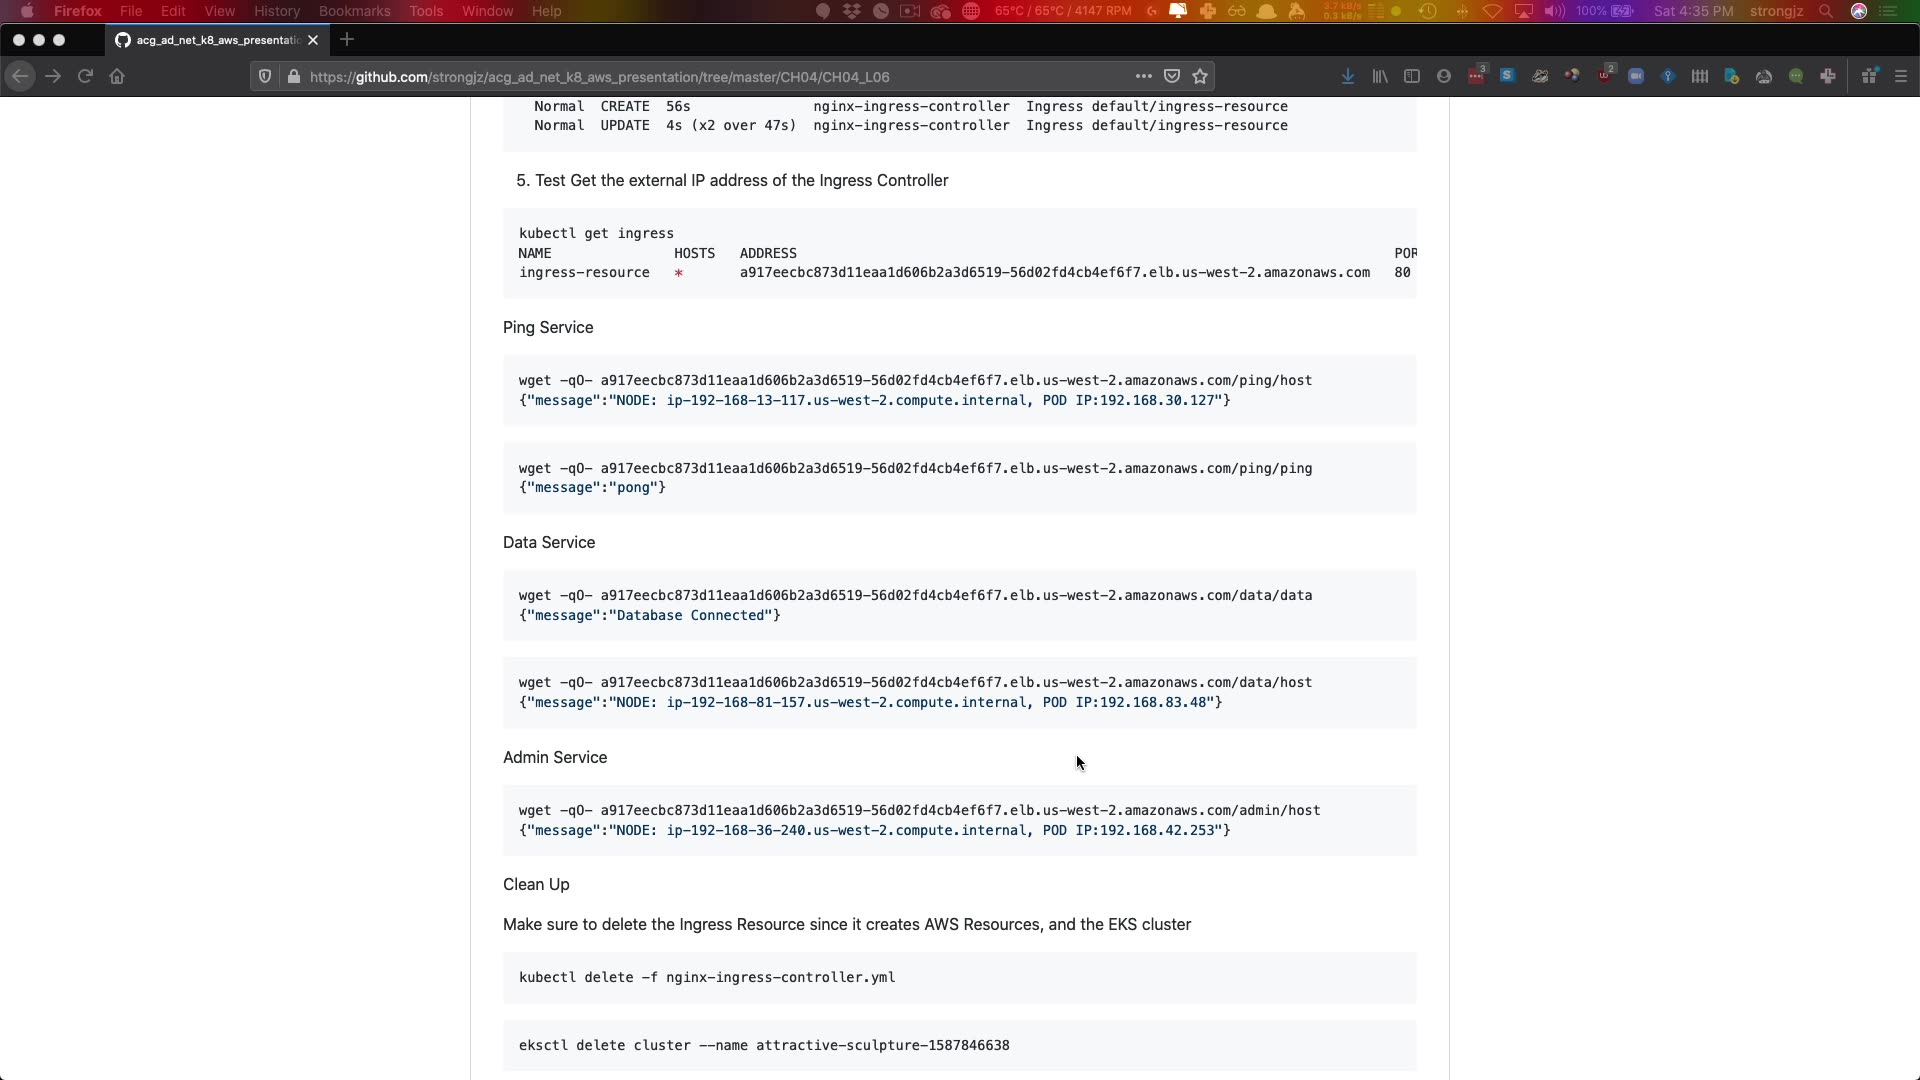 Firefox File Edit View History Bookmarks Tools Window Help 65°C / 65°C / 4147 RPM 3.7 kB/s 0.3 kB/s 100% Sat 4:35 PM strongjz
acg_ad_net_k8_aws_presentatio
https://github.com/strongjz/acg_ad_net_k8_aws_presentation/tree/master/CH04/CH04_L06 3 2
Normal CREATE 56s nginx-ingress-controller Ingress default/ingress-resource
Normal UPDATE 4s (x2 over 47s) nginx-ingress-controller Ingress default/ingress-resource
5. Test Get the external IP address of the Ingress Controller
kubectl get ingress
NAME HOSTS ADDRESS POR
ingress-resource * a917eecbc873d11eaa1d606b2a3d6519-56d02fd4cb4ef6f7.elb.us-west-2.amazonaws.com 80
Ping Service
wget -qO- a917eecbc873d11eaa1d606b2a3d6519-56d02fd4cb4ef6f7.elb.us-west-2.amazonaws.com/ping/host
{"message":"NODE: ip-192-168-13-117.us-west-2.compute.internal, POD IP:192.168.30.127"}
wget -qO- a917eecbc873d11eaa1d606b2a3d6519-56d02fd4cb4ef6f7.elb.us-west-2.amazonaws.com/ping/ping
{"message":"pong"}
Data Service
wget -qO- a917eecbc873d11eaa1d606b2a3d6519-56d02fd4cb4ef6f7.elb.us-west-2.amazonaws.com/data/data
{"message":"Database Connected"}
wget -qO- a917eecbc873d11eaa1d606b2a3d6519-56d02fd4cb4ef6f7.elb.us-west-2.amazonaws.com/data/host
{"message":"NODE: ip-192-168-81-157.us-west-2.compute.internal, POD IP:192.168.83.48"}
Admin Service
wget -qO- a917eecbc873d11eaa1d606b2a3d6519-56d02fd4cb4ef6f7.elb.us-west-2.amazonaws.com/admin/host
{"message":"NODE: ip-192-168-36-240.us-west-2.compute.internal, POD IP:192.168.42.253"}
Clean Up
Make sure to delete the Ingress Resource since it creates AWS Resources, and the EKS cluster
kubectl delete -f nginx-ingress-controller.yml
eksctl delete cluster --name attractive-sculpture-1587846638